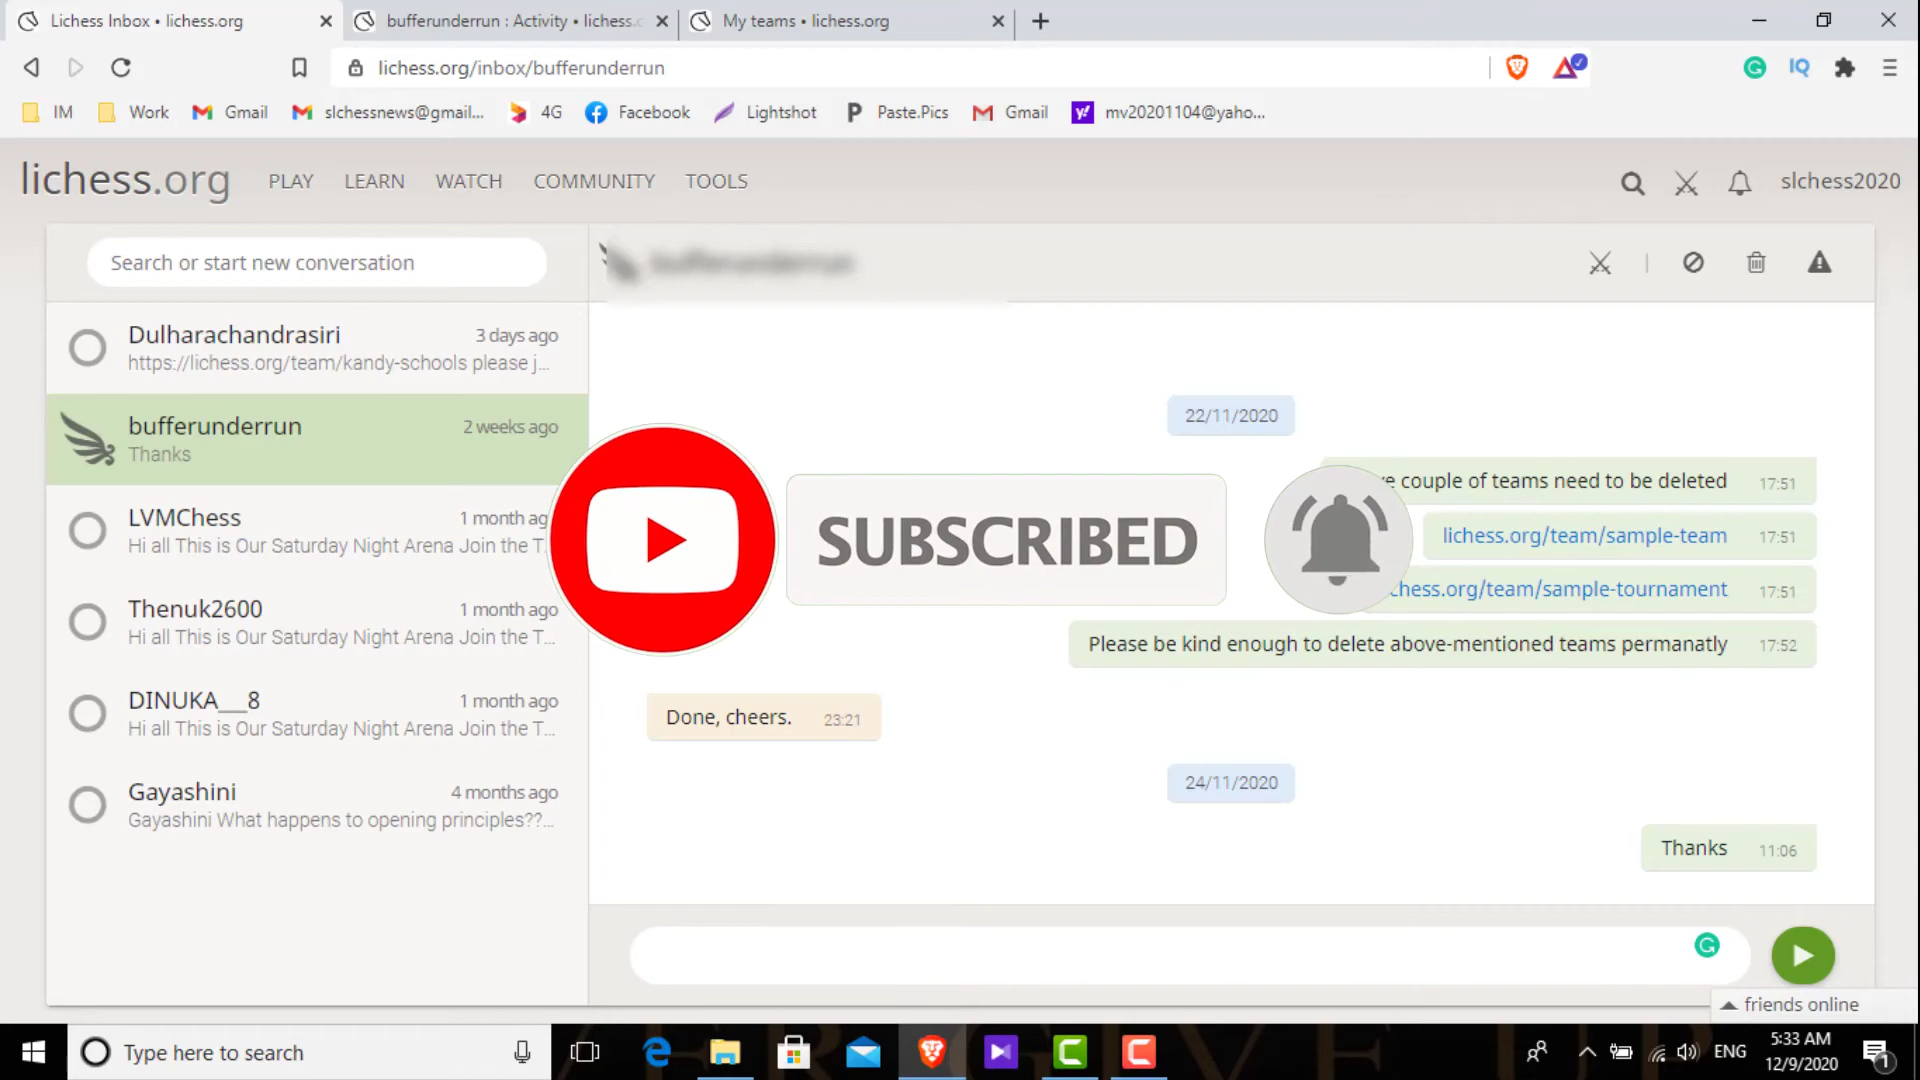 Lichess Inbox • lichess.org
bufferunderrun : Activity • lichess.c
My teams • lichess.org
lichess.org/inbox/bufferunderrun
IM
Work
Gmail
slchessnews@gmail...
4G
Facebook
Lightshot
Paste.Pics
Gmail
mv20201104@yaho...
lichess.org
PLAY
LEARN
WATCH
COMMUNITY
TOOLS
slchess2020
Search or start new conversation
bufferunderrun
Dulharachandrasiri
3 days ago
https://lichess.org/team/kandy-schools please j...
bufferunderrun
2 weeks ago
Thanks
LVMChess
1 month ag
Hi all This is Our Saturday Night Arena Join the T.
Thenuk2600
1 month ago
Hi all This is Our Saturday Night Arena Join the T...
DINUKA___8
1 month ago
Hi all This is Our Saturday Night Arena Join the T...
Gayashini
4 months ago
Gayashini What happens to opening principles??...
22/11/2020
couple of teams need to be deleted 17:51
lichess.org/team/sample-team 17:51
chess.org/team/sample-tournament 17:51
Please be kind enough to delete above-mentioned teams permanatly 17:52
Done, cheers. 23:21
24/11/2020
Thanks 11:06
SUBSCRIBED
friends online
Type here to search
ENG
5:33 AM
12/9/2020
1